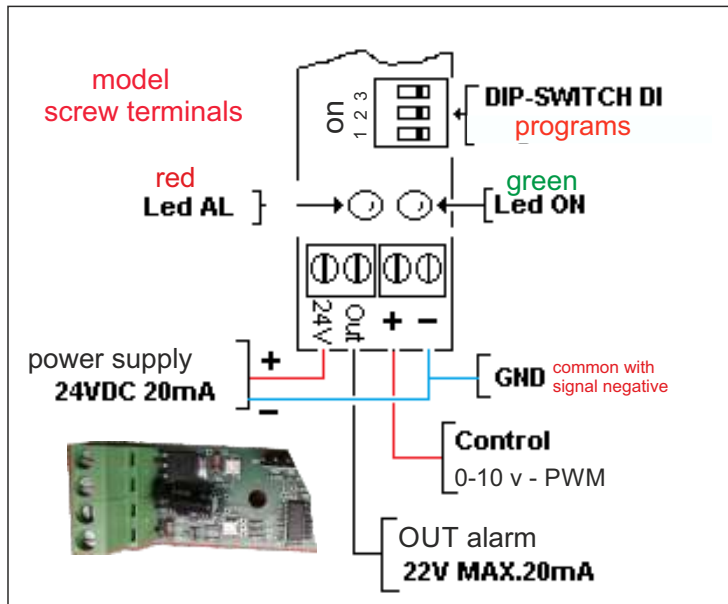 model
screw terminals
on
1 2 3
DIP-SWITCH DI
programs
red
Led AL
green
Led ON
24V
Out
+
-
power supply
24VDC 20mA
+
-
GND
common with
signal negative
Control
0-10 v - PWM
OUT alarm
22V MAX.20mA